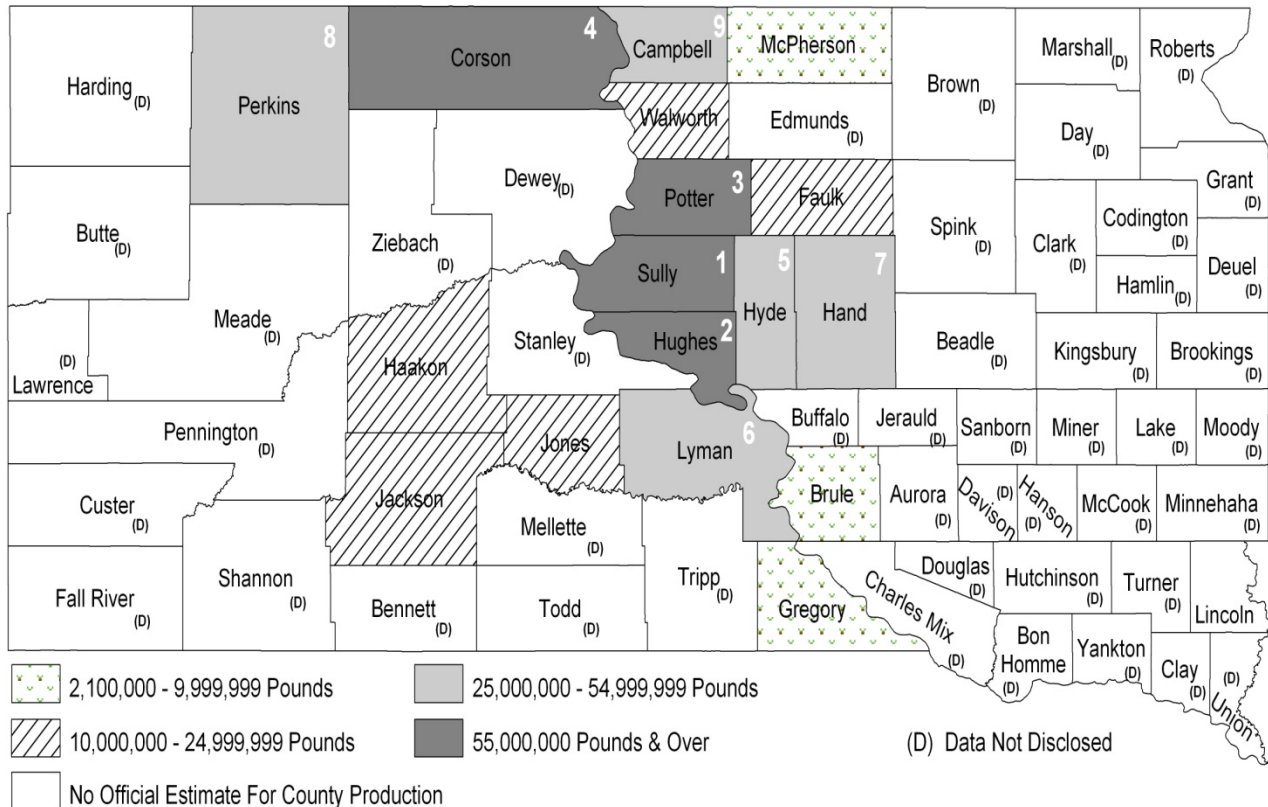 Harding
(D)
8
Perkins
Corson
4
Campbell
9
McPherson
Brown
(D)
Marshall
(D)
Roberts
(D)
Butte
(D)
Meade
(D)
Ziebach
(D)
Dewey
(D)
Walworth
Edmunds
(D)
Potter
3
Faulk
Spink
(D)
Day
(D)
Clark
(D)
Codington
(D)
Grant
(D)
Hamlin
(D)
Deuel
(D)
(D)
Lawrence
Haakon
Stanley
(D)
Sully
1
Hughes
2
Hyde
5
Hand
7
Beadle
(D)
Kingsbury
(D)
Brookings
(D)
Pennington
(D)
Jackson
Jones
Lyman
6
Buffalo
(D)
Jerauld
(D)
Sanborn
(D)
Miner
(D)
Lake
(D)
Moody
(D)
Custer
(D)
Mellette
(D)
Brule
Aurora
(D)
Davison
(D)
Hanson
(D)
McCook
(D)
Minnehaha
(D)
Fall River
(D)
Shannon
(D)
Bennett
(D)
Todd
(D)
Tripp
(D)
Gregory
Charles Mix
(D)
Douglas
(D)
Hutchinson
(D)
Turner
(D)
Lincoln
Bon
Homme
(D)
Yankton
(D)
Clay
(D)
(D)
Union
2,100,000 - 9,999,999 Pounds
25,000,000 - 54,999,999 Pounds
10,000,000 - 24,999,999 Pounds
55,000,000 Pounds & Over
(D) Data Not Disclosed
No Official Estimate For County Production